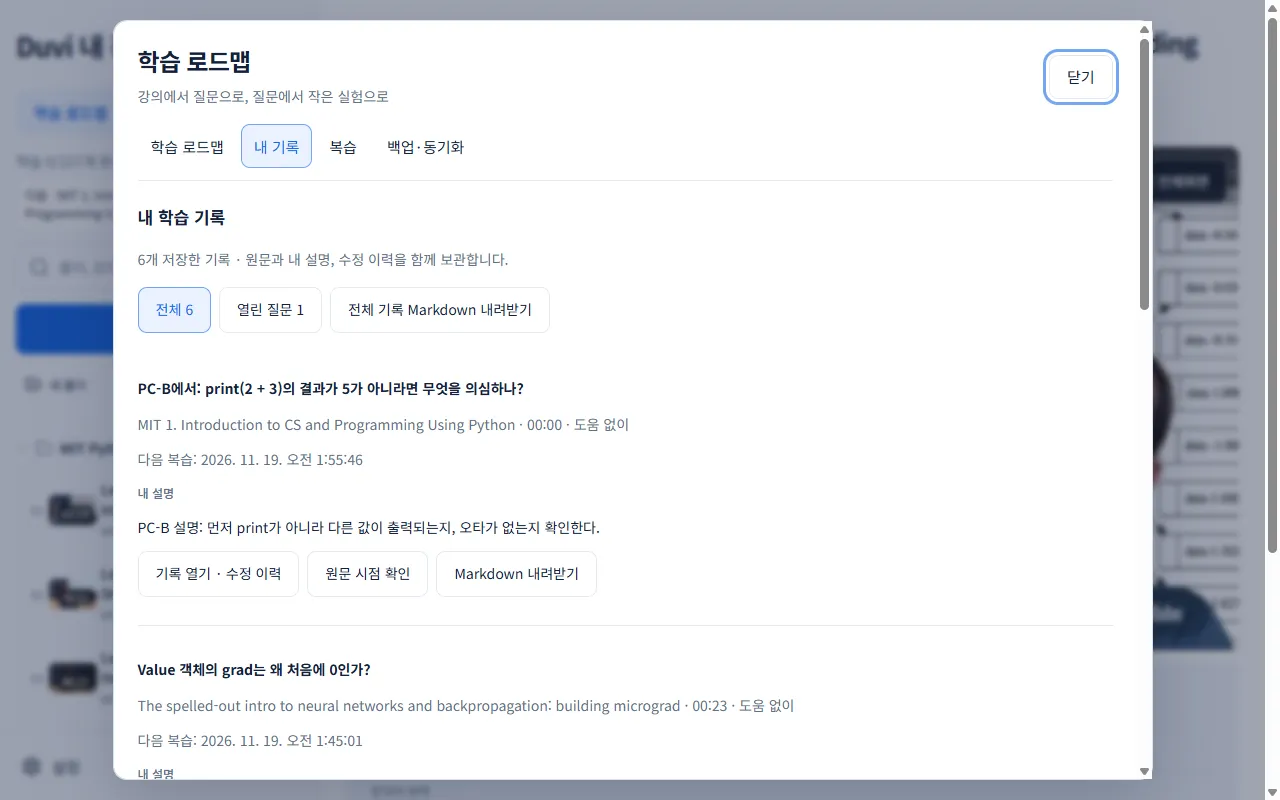 학습 로드맵
닫기
강의에서 질문으로, 질문에서 작은 실험으로
학습 로드맵 내 기록 복습 백업·동기화
내 학습 기록
6개 저장한 기록 · 원문과 내 설명, 수정 이력을 함께 보관합니다.
전체 6 열린 질문 1 전체 기록 Markdown 내려받기
PC-B에서: print(2 + 3)의 결과가 5가 아니라면 무엇을 의심하나?
MIT 1. Introduction to CS and Programming Using Python · 00:00 · 도움 없이
다음 복습: 2026. 11. 19. 오전 1:55:46
내 설명
PC-B 설명: 먼저 print가 아니라 다른 값이 출력되는지, 오타가 없는지 확인한다.
기록 열기 · 수정 이력 원문 시점 확인 Markdown 내려받기
Value 객체의 grad는 왜 처음에 0인가?
The spelled-out intro to neural networks and backpropagation: building micrograd · 00:23 · 도움 없이
다음 복습: 2026. 11. 19. 오전 1:45:01
내 설명
Duvi 내
학습 로드맵
설정